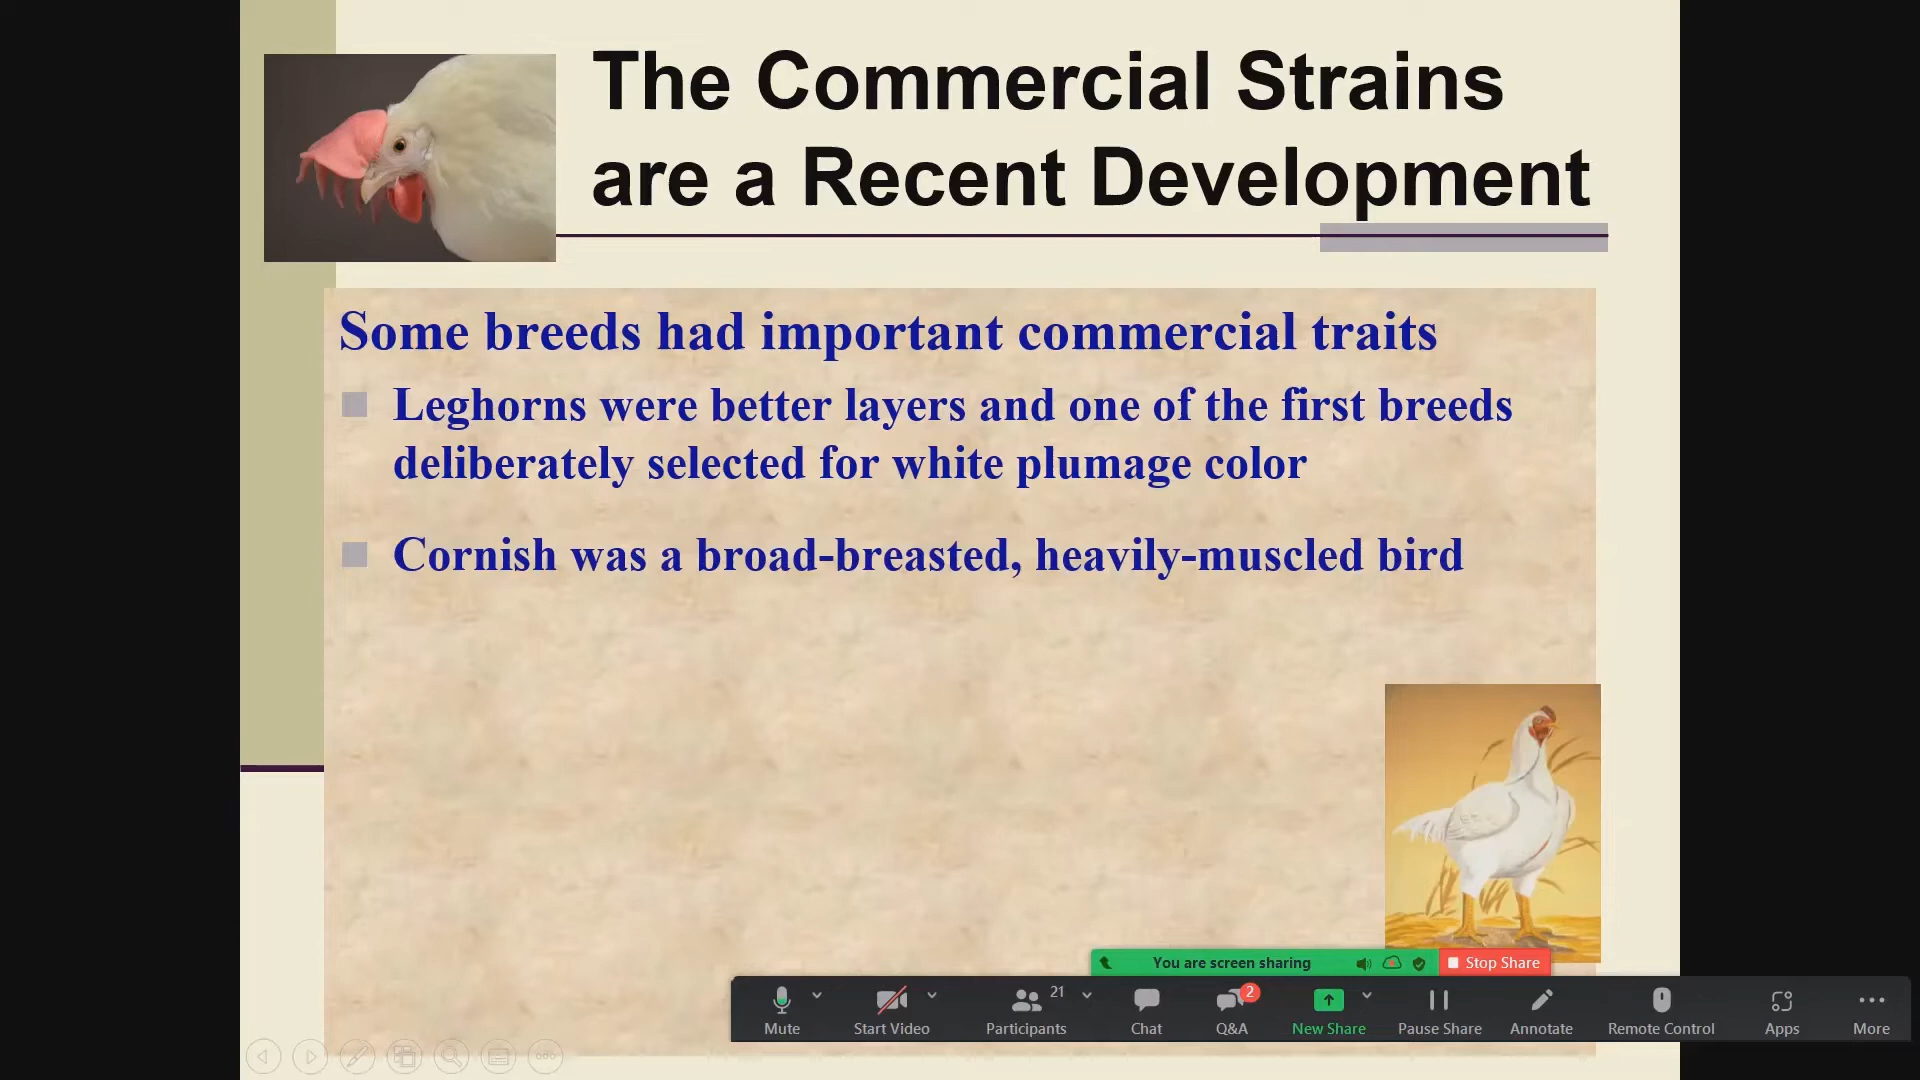 The Commercial Strains
are a Recent Development
Some breeds had important commercial traits
Leghorns were better layers and one of the first breeds
deliberately selected for white plumage color
Cornish was a broad-breasted, heavily-muscled bird
You are screen sharing
Stop Share
21
2
Mute
Start Video
Participants
Chat
Q&A
New Share
Pause Share
Annotate
Remote Control
Apps
More